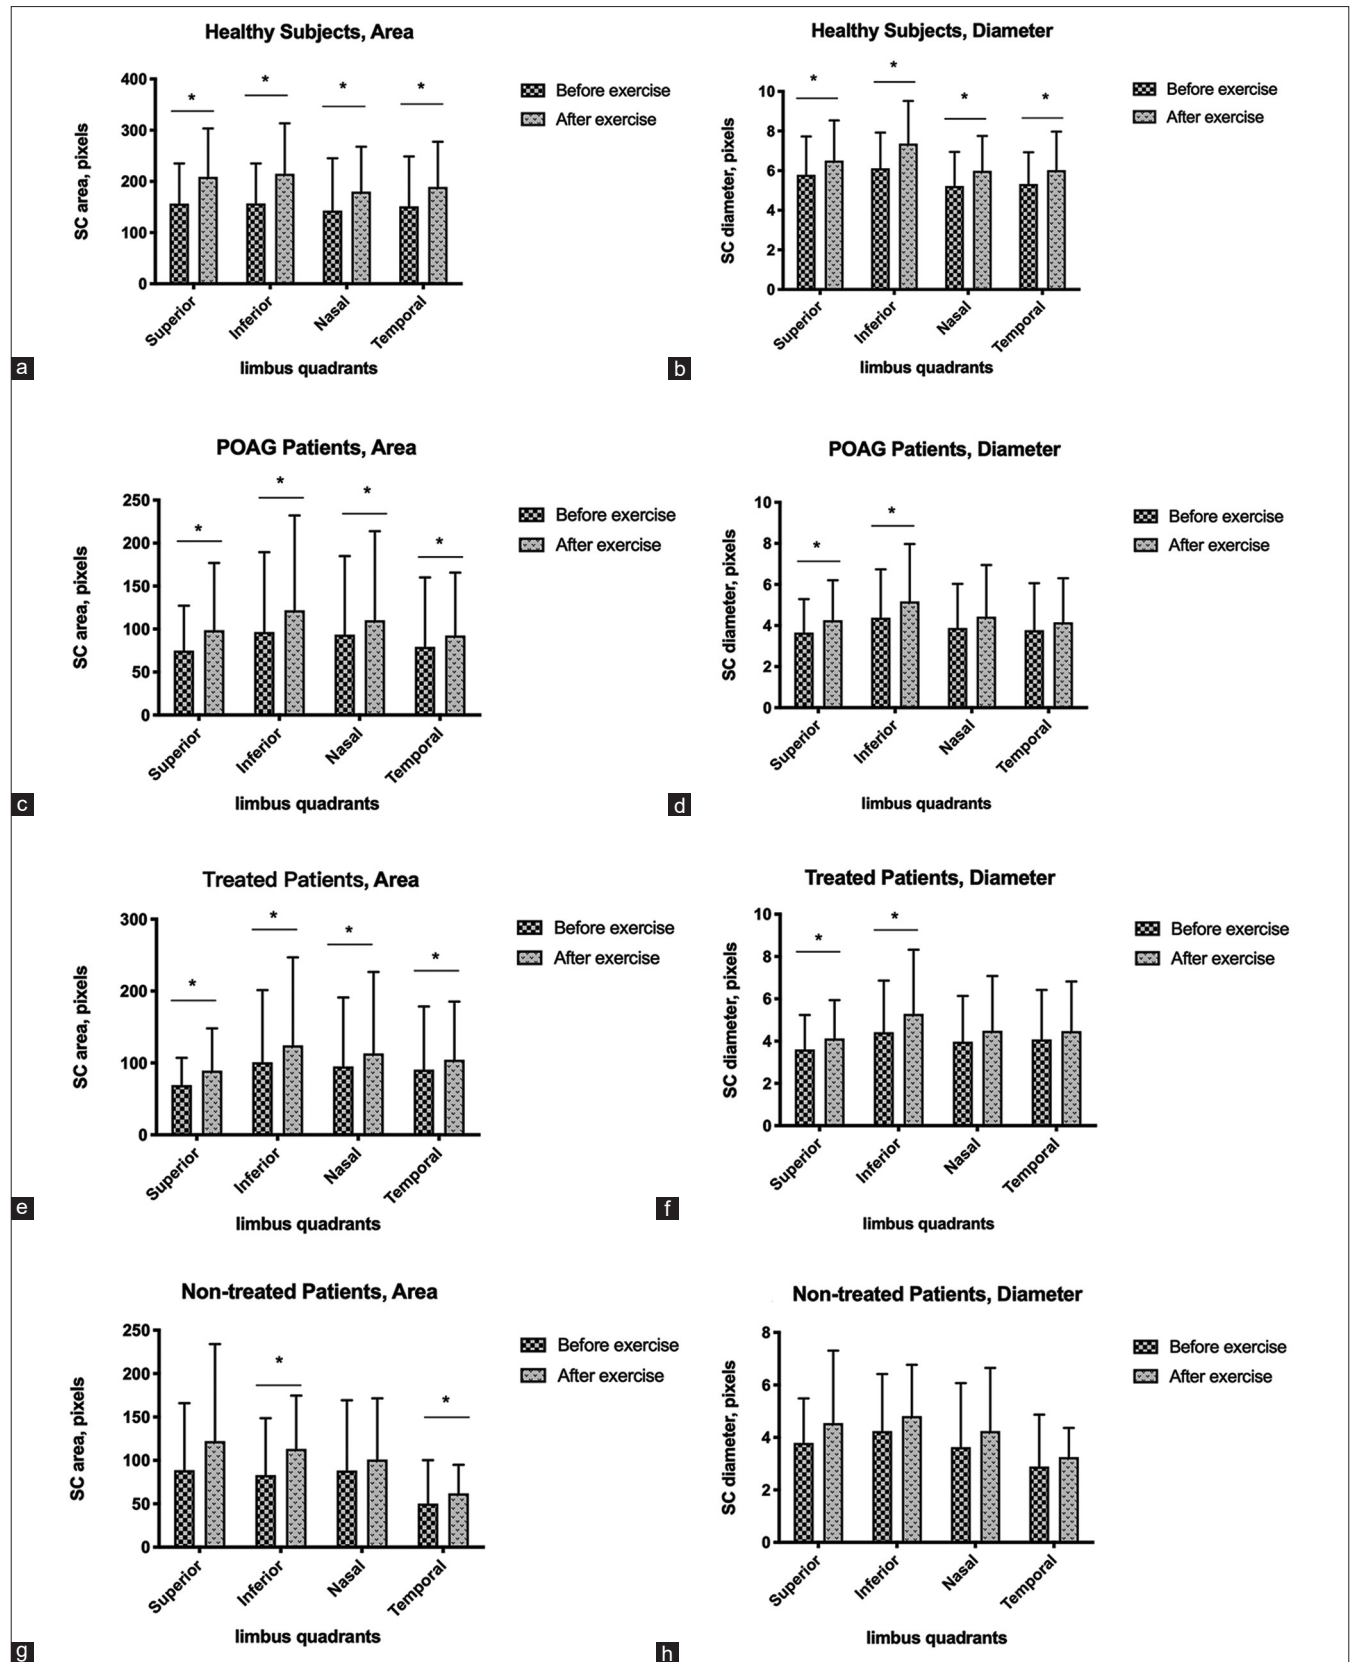 Healthy Subjects, Area
400
300
200
100
0
SC area, pixels
* * * *
Before exercise
After exercise
Superior Inferior Nasal Temporal
limbus quadrants
a
Healthy Subjects, Diameter
10
8
6
4
2
0
SC diameter, pixels
* * * *
Before exercise
After exercise
Superior Inferior Nasal Temporal
limbus quadrants
b
POAG Patients, Area
250
200
150
100
50
0
SC area, pixels
* * * *
Before exercise
After exercise
Superior Inferior Nasal Temporal
limbus quadrants
c
POAG Patients, Diameter
10
8
6
4
2
0
SC diameter, pixels
* *
Before exercise
After exercise
Superior Inferior Nasal Temporal
limbus quadrants
d
Treated Patients, Area
300
200
100
0
SC area, pixels
* * * *
Before exercise
After exercise
Superior Inferior Nasal Temporal
limbus quadrants
e
Treated Patients, Diameter
10
8
6
4
2
0
SC diameter, pixels
* *
Before exercise
After exercise
Superior Inferior Nasal Temporal
limbus quadrants
f
Non-treated Patients, Area
250
200
150
100
50
0
SC area, pixels
* *
Before exercise
After exercise
Superior Inferior Nasal Temporal
limbus quadrants
g
Non-treated Patients, Diameter
8
6
4
2
0
SC diameter, pixels
Before exercise
After exercise
Superior Inferior Nasal Temporal
limbus quadrants
h